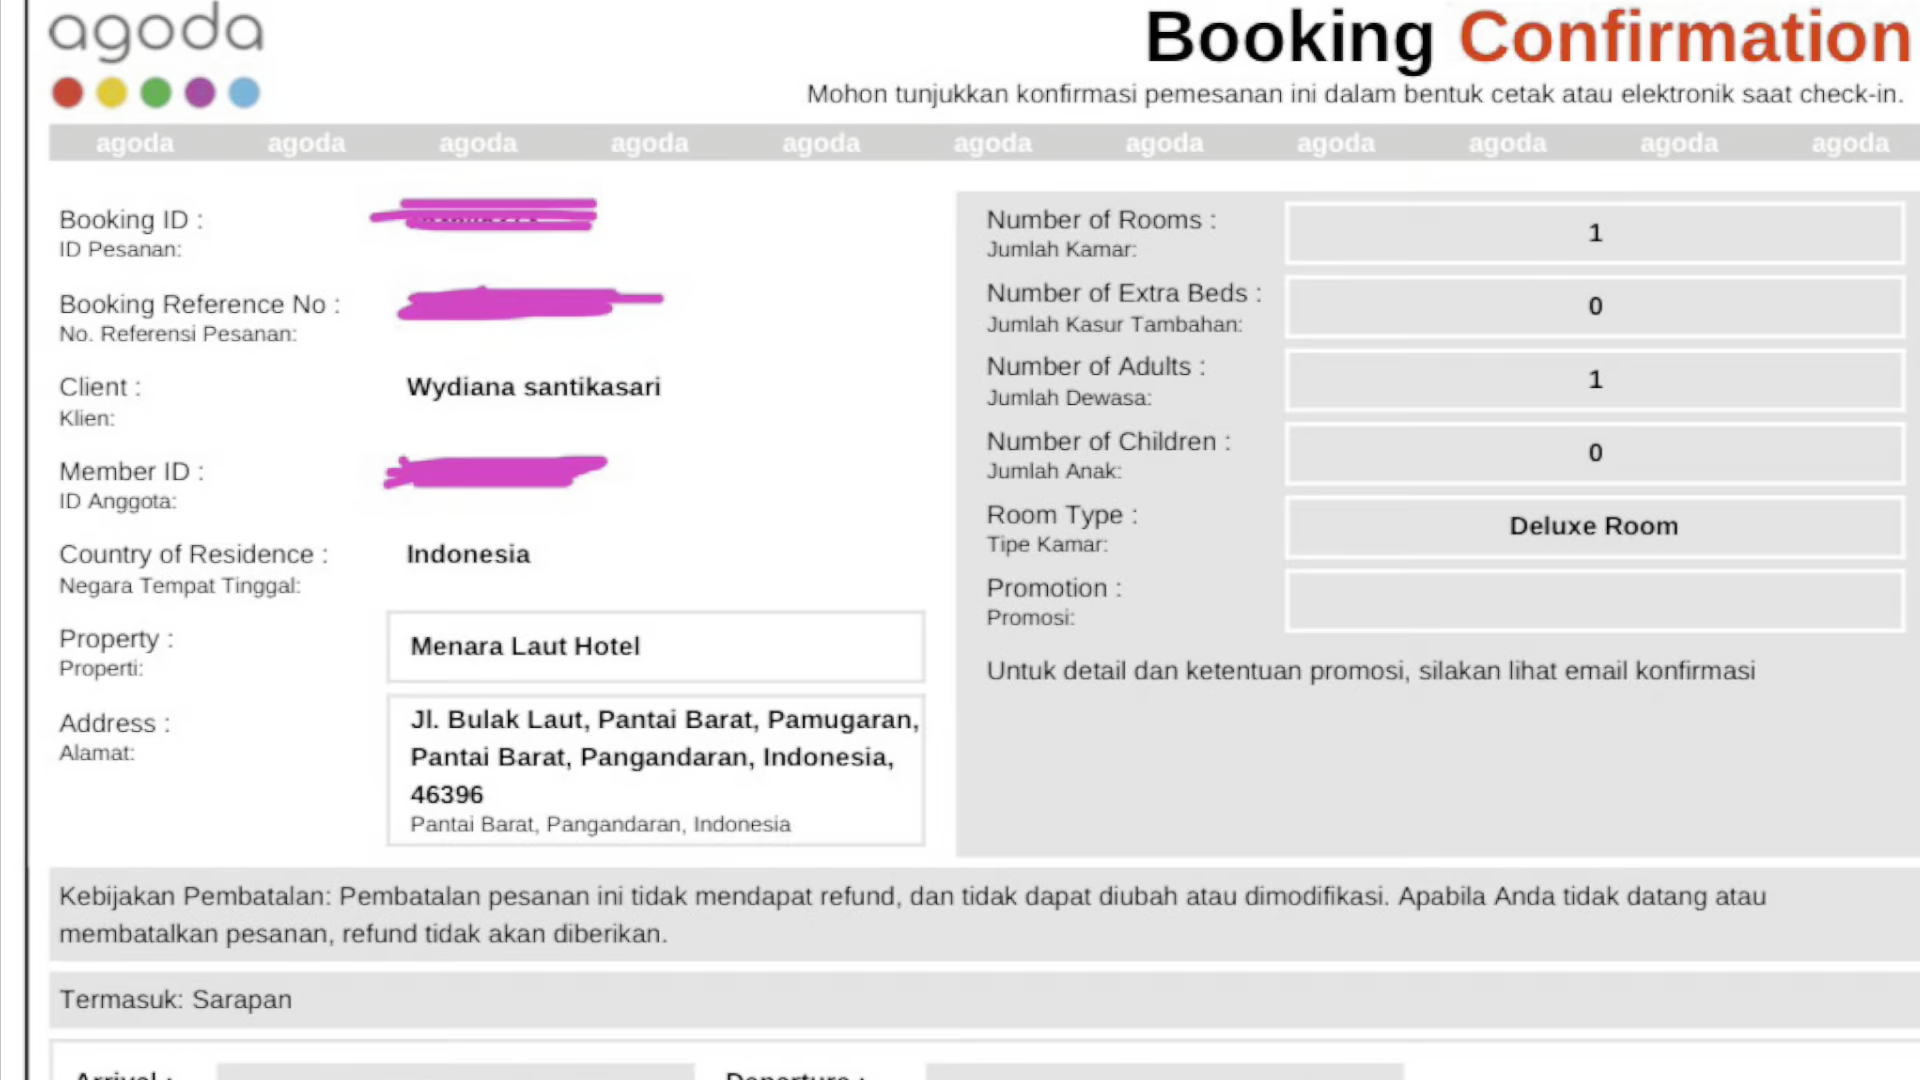 agoda
Booking Confirmation
Mohon tunjukkan konfirmasi pemesanan ini dalam bentuk cetak atau elektronik saat check-in.
agoda agoda agoda agoda agoda agoda agoda agoda agoda agoda agoda
Booking ID :
ID Pesanan:
Booking Reference No :
No. Referensi Pesanan:
Client : Wydiana santikasari
Klien:
Member ID :
ID Anggota:
Country of Residence : Indonesia
Negara Tempat Tinggal:
Property : Menara Laut Hotel
Properti:
Address : Jl. Bulak Laut, Pantai Barat, Pamugaran,
Alamat: Pantai Barat, Pangandaran, Indonesia,
46396
Pantai Barat, Pangandaran, Indonesia
Number of Rooms : 1
Jumlah Kamar:
Number of Extra Beds : 0
Jumlah Kasur Tambahan:
Number of Adults : 1
Jumlah Dewasa:
Number of Children : 0
Jumlah Anak:
Room Type : Deluxe Room
Tipe Kamar:
Promotion :
Promosi:
Untuk detail dan ketentuan promosi, silakan lihat email konfirmasi
Kebijakan Pembatalan: Pembatalan pesanan ini tidak mendapat refund, dan tidak dapat diubah atau dimodifikasi. Apabila Anda tidak datang atau
membatalkan pesanan, refund tidak akan diberikan.
Termasuk: Sarapan
Arrival : Departure :